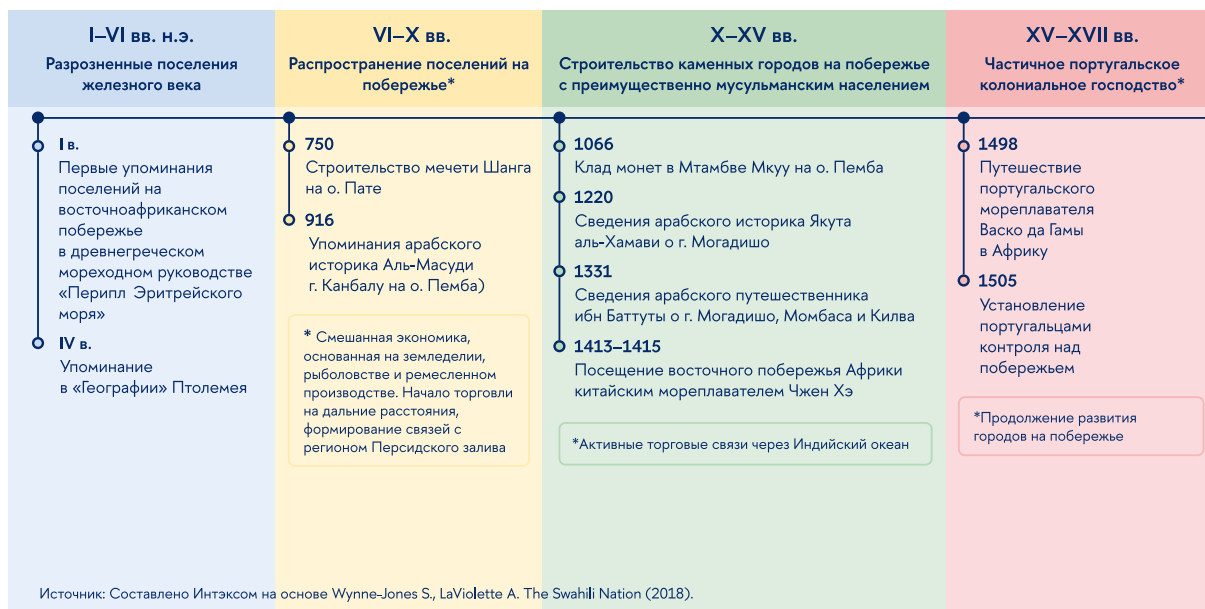 I–VI вв. н.э.
Разрозненные поселения
железного века
I в.
Первые упоминания
поселений на
восточноафриканском
побережье
в древнегреческом
мореходном руководстве
«Перипл Эритрейского
моря»
IV в.
Упоминание
в «Географии» Птолемея
VI–X вв.
Распространение поселений на
побережье*
750
Строительство мечети Шанга
на о. Пате
916
Упоминания арабского
историка Аль-Масуди
г. Канбалу на о. Пемба)
* Смешанная экономика,
основанная на земледелии,
рыболовстве и ремесленном
производстве. Начало торговли
на дальние расстояния,
формирование связей с
регионом Персидского залива
X–XV вв.
Строительство каменных городов на побережье
с преимущественно мусульманским населением
1066
Клад монет в Мтамбве Мкуу на о. Пемба
1220
Сведения арабского историка Якута
аль-Хамави о г. Могадишо
1331
Сведения арабского путешественника
ибн Баттуты о г. Могадишо, Момбаса и Килва
1413–1415
Посещение восточного побережья Африки
китайским мореплавателем Чжен Хэ
*Активные торговые связи через Индийский океан
XV–XVII вв.
Частичное португальское
колониальное господство*
1498
Путешествие
португальского
мореплавателя
Васко да Гамы
в Африку
1505
Установление
португальцами
контроля над
побережьем
*Продолжение развития
городов на побережье
Источник: Составлено Интэксом на основе Wynne-Jones S., LaViolette A. The Swahili Nation (2018).